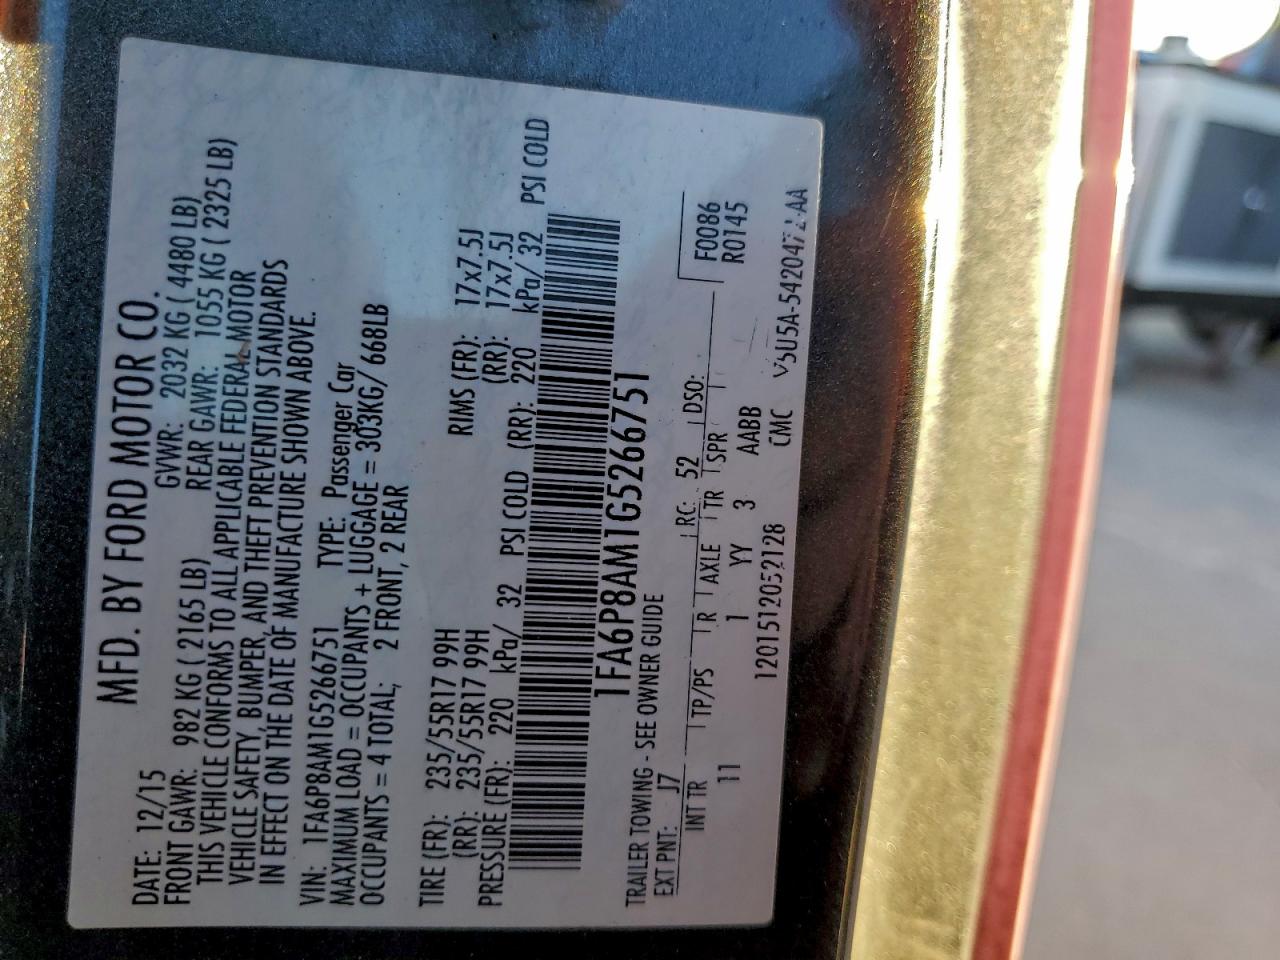 MFD. BY FORD MOTOR CO.
DATE: 12/15 GVWR: 2032 KG ( 4480 LB)
FRONT GAWR: 982 KG ( 2165 LB) REAR GAWR: 1055 KG ( 2325 LB)
THIS VEHICLE CONFORMS TO ALL APPLICABLE FEDERAL MOTOR
VEHICLE SAFETY, BUMPER, AND THEFT PREVENTION STANDARDS
IN EFFECT ON THE DATE OF MANUFACTURE SHOWN ABOVE.
VIN: 1FA6P8AM1G5266751 TYPE: Passenger Car
MAXIMUM LOAD = OCCUPANTS + LUGGAGE = 303KG/ 668LB
OCCUPANTS = 4 TOTAL, 2 FRONT, 2 REAR
TIRE (FR): 235/55R17 99H RIMS (FR): 17x7.5J
(RR): 235/55R17 99H (RR): 17x7.5J
PRESSURE (FR): 220 kPa/ 32 PSI COLD (RR): 220 kPa/ 32 PSI COLD
1FA6P8AM1G5266751
TRAILER TOWING - SEE OWNER GUIDE
F0086
EXT PNT: J7 RC: 52 DSO: R0145
INT TR TP/PS R AXLE TR SPR
11 1 YY 3 AABB
1201512052128 CMC